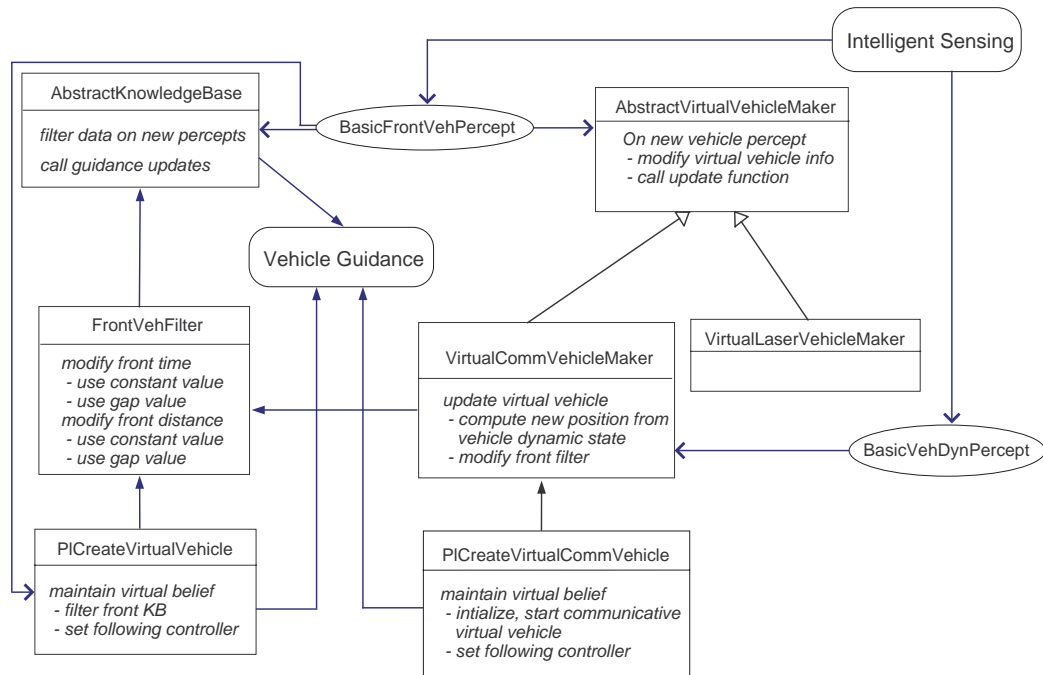 Intelligent Sensing
AbstractKnowledgeBase
filter data on new percepts
call guidance updates
BasicFrontVehPercept
AbstractVirtualVehicleMaker
On new vehicle percept
- modify virtual vehicle info
- call update function
Vehicle Guidance
FrontVehFilter
modify front time
- use constant value
- use gap value
modify front distance
- use constant value
- use gap value
VirtualCommVehicleMaker
update virtual vehicle
- compute new position from
vehicle dynamic state
- modify front filter
VirtualLaserVehicleMaker
BasicVehDynPercept
PlCreateVirtualVehicle
maintain virtual belief
- filter front KB
- set following controller
PlCreateVirtualCommVehicle
maintain virtual belief
- intialize, start communicative
virtual vehicle
- set following controller